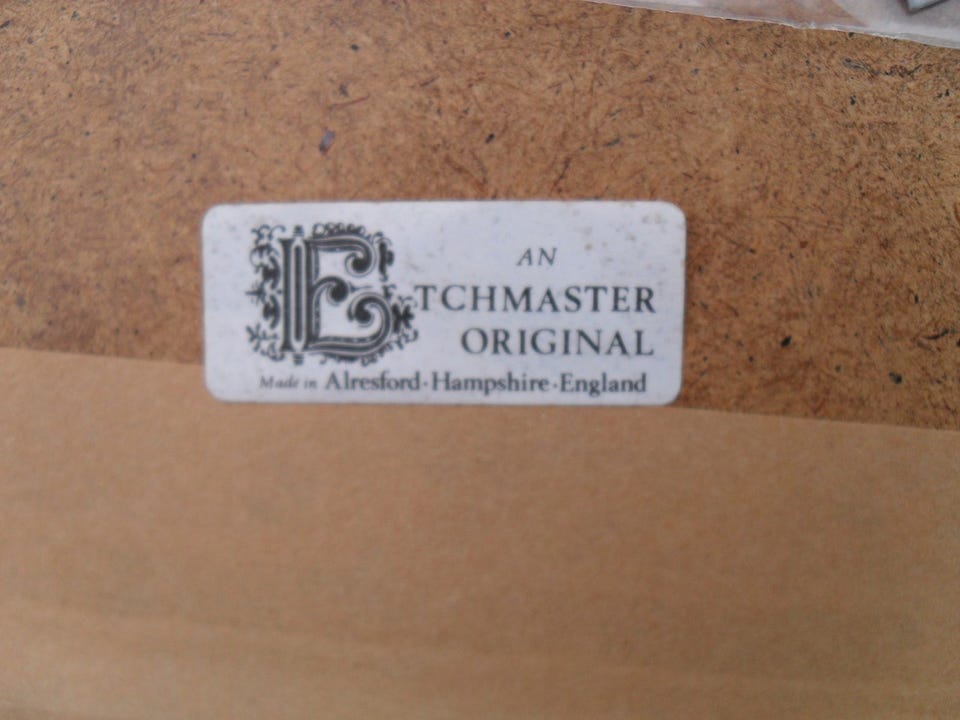 AN
ETCHMASTER
ORIGINAL
Made in Alresford·Hampshire·England